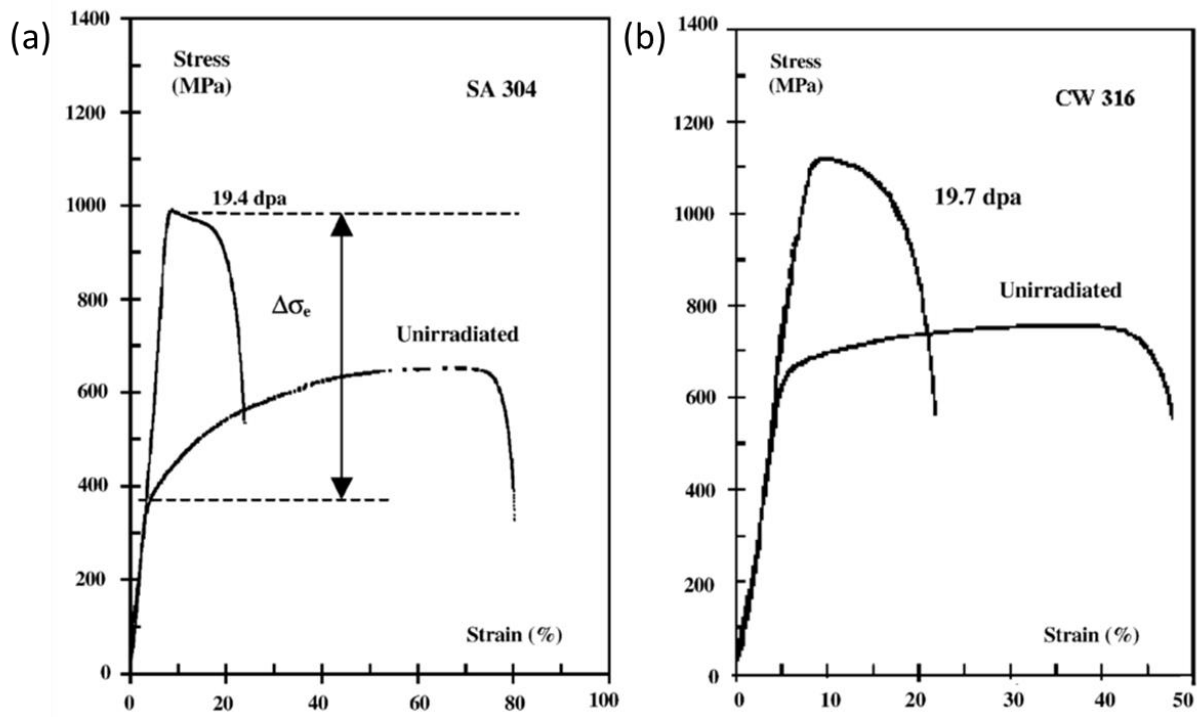 (a)
1400
1200
1000
800
600
400
200
0
Stress
(MPa)
SA 304
19.4 dpa
Δσe
Unirradiated
Strain (%)
0 20 40 60 80 100
(b)
1400
1200
1000
800
600
400
200
0
Stress
(MPa)
CW 316
19.7 dpa
Unirradiated
Strain (%)
0 10 20 30 40 50